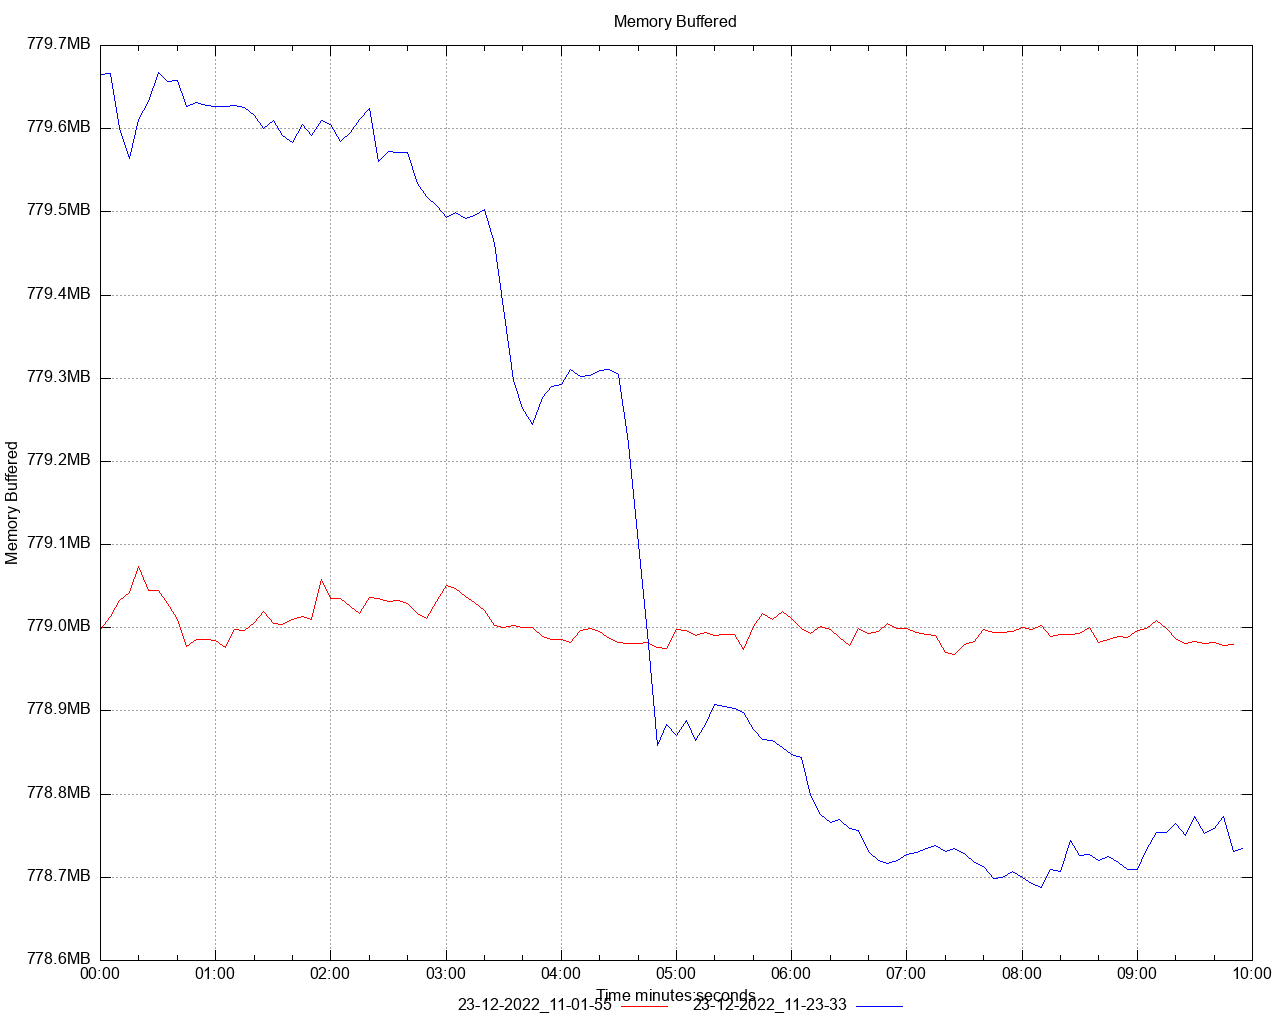 Memory Buffered
779.7MB
779.6MB
779.5MB
779.4MB
779.3MB
779.2MB
779.1MB
779.0MB
778.9MB
778.8MB
778.7MB
778.6MB
Memory Buffered
00:00 01:00 02:00 03:00 04:00 05:00 06:00 07:00 08:00 09:00 10:00
Time minutes:seconds
23-12-2022_11-01-55 23-12-2022_11-23-33